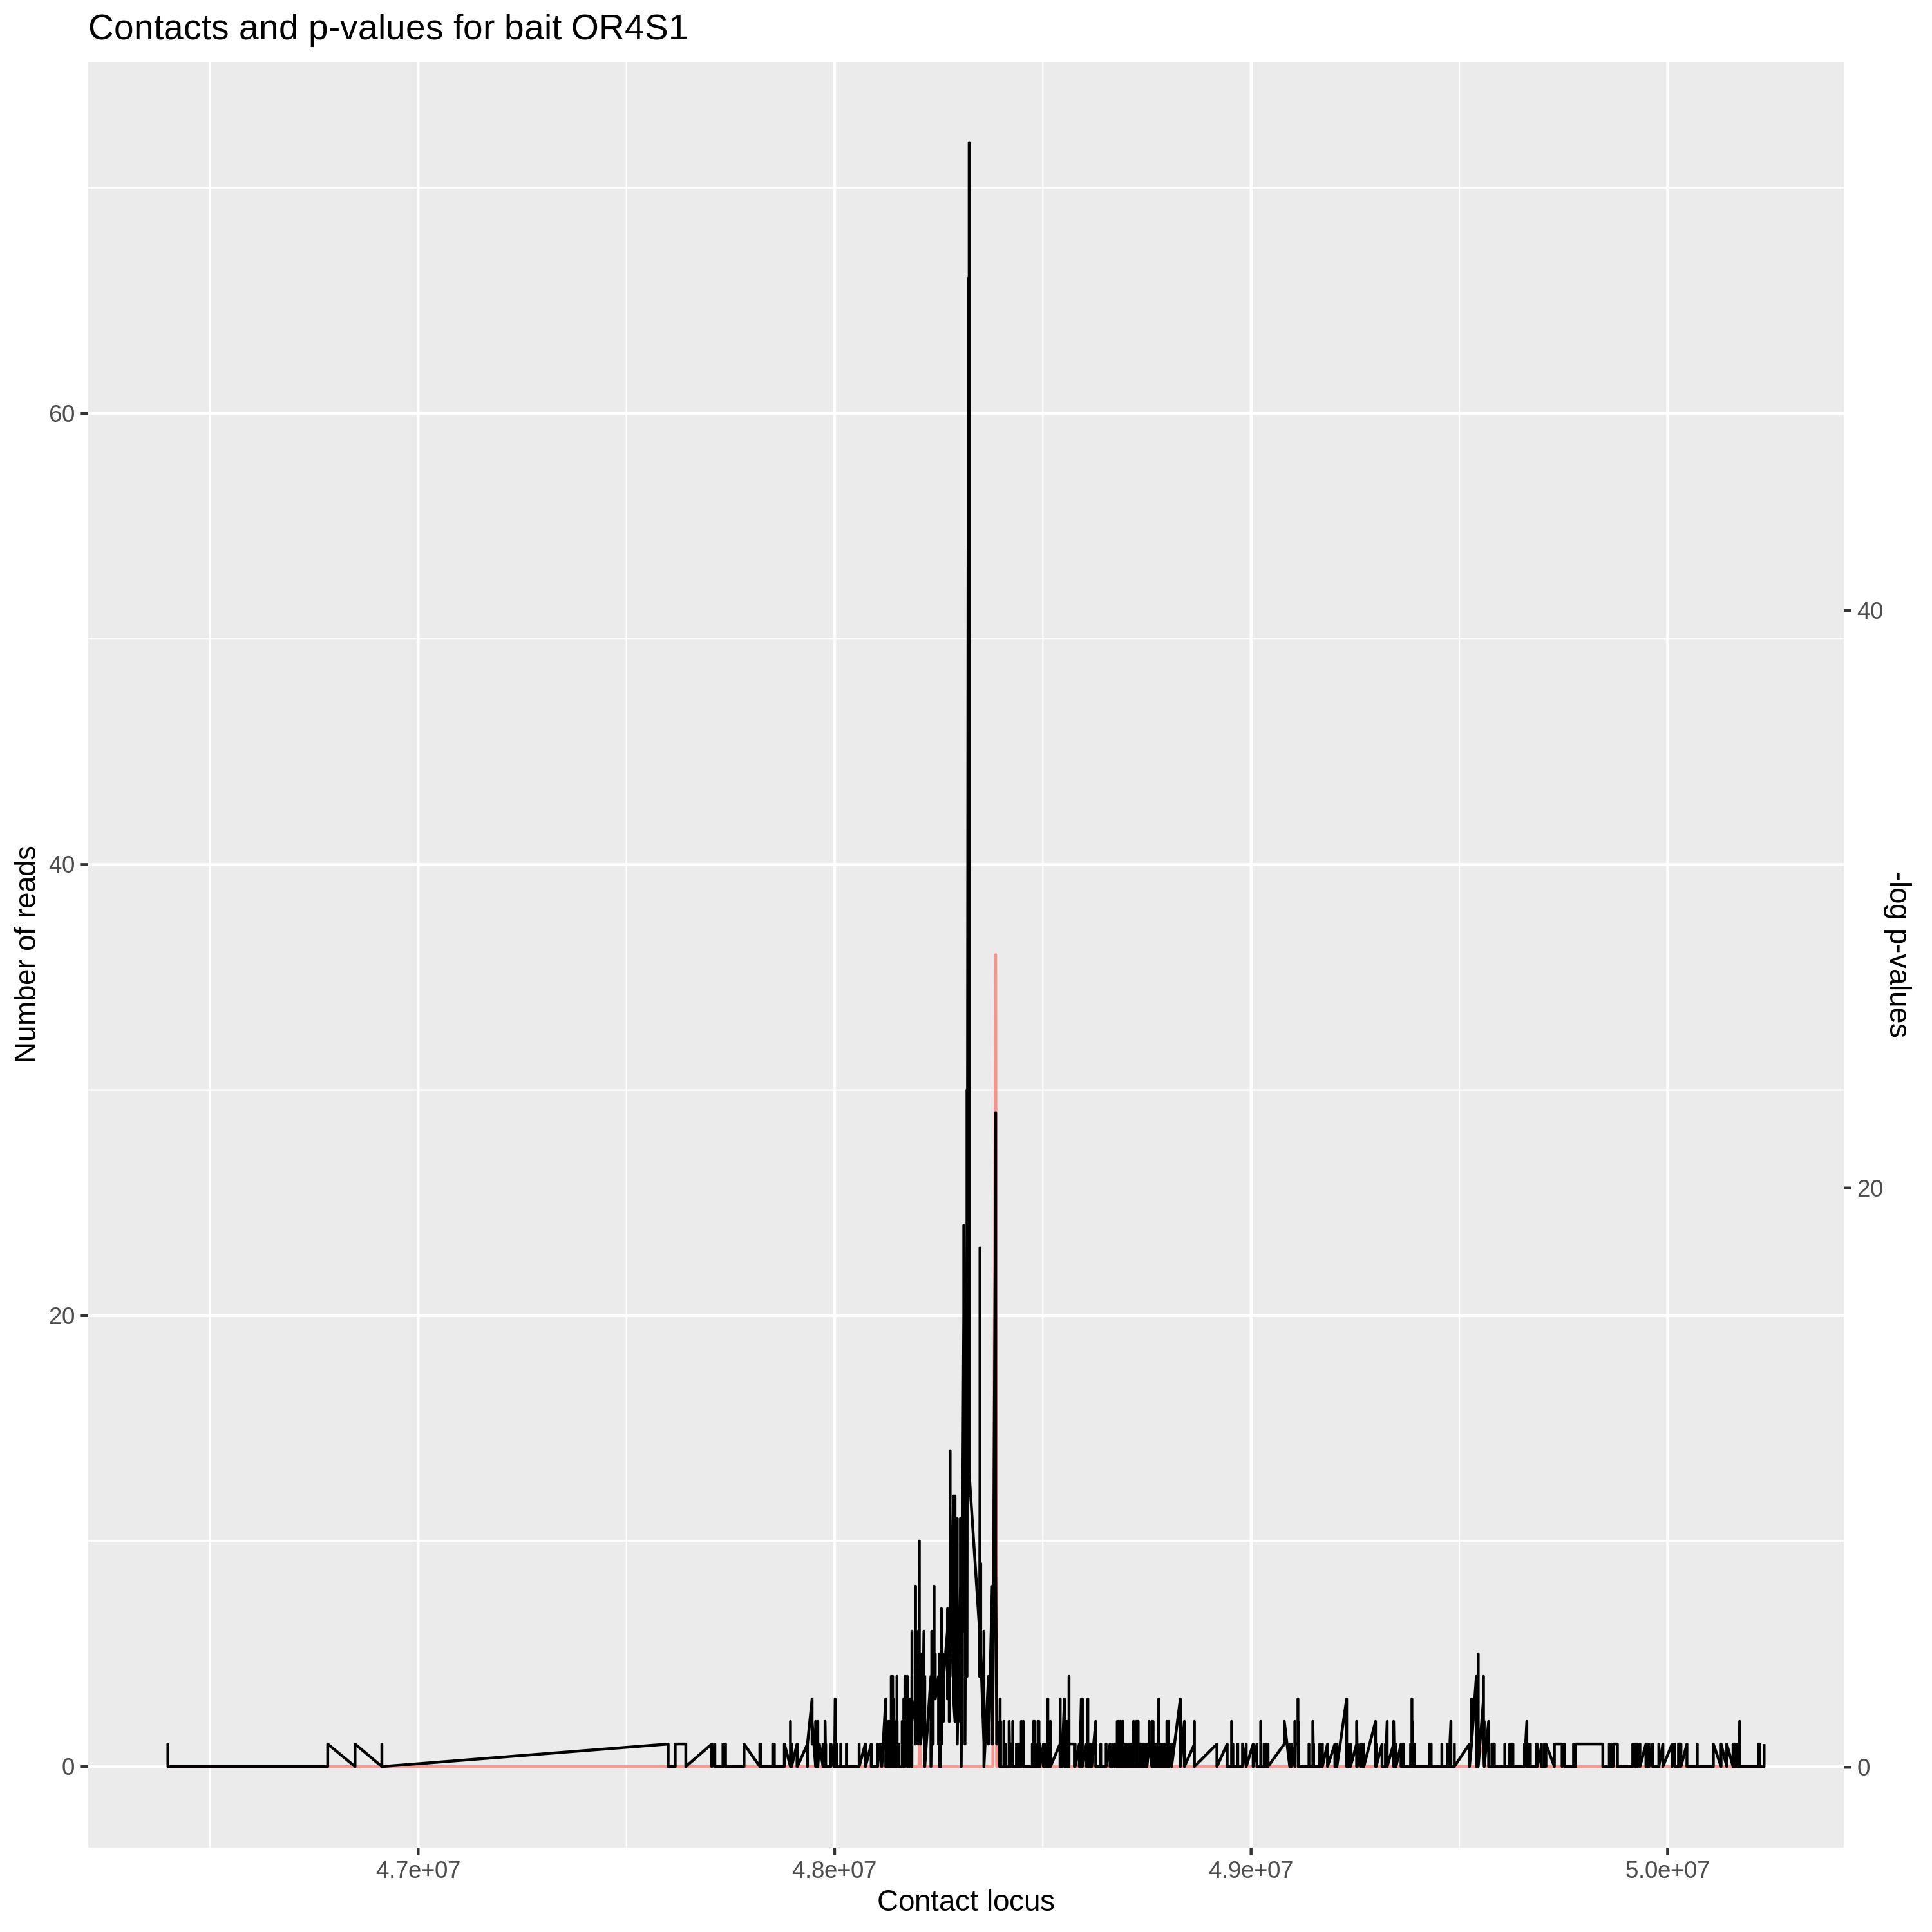 Contacts and p-values for bait OR4S1
60
40
20
0
Number of reads
40
20
0
-log p-values
4.7e+07
4.8e+07
4.9e+07
5.0e+07
Contact locus